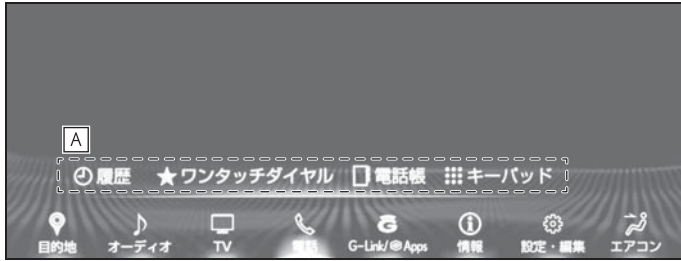 A
履歴 ワンタッチダイヤル 電話帳 キーパッド
目的地 オーディオ TV 電話 G-Link/Apps 情報 設定・編集 エアコン